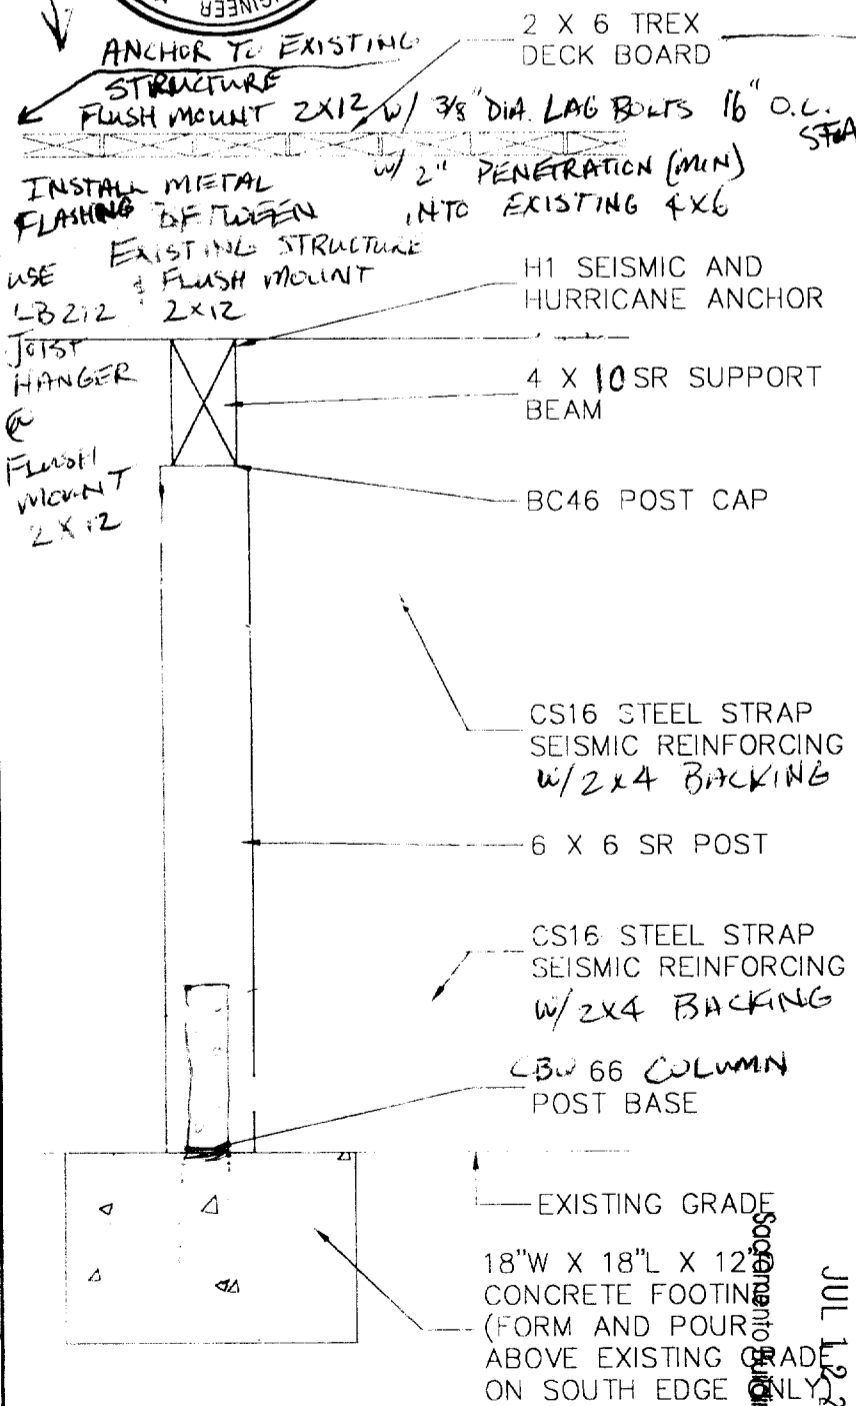 ENGINEER
2 X 6 TREX
DECK BOARD
ANCHOR TO EXISTING
STRUCTURE
FLUSH MOUNT 2X12 W/ 3/8" DIA. LAG BOLTS 16" O.C.
W/ 2" PENETRATION (MIN)
INTO EXISTING 4X6
INSTALL METAL
FLASHING BETWEEN
EXISTING STRUCTURE
& FLUSH MOUNT
2X12
USE
LB212
JOIST
HANGER
@
FLUSH
MOUNT
2X12
H1 SEISMIC AND
HURRICANE ANCHOR
4 X 10 SR SUPPORT
BEAM
BC46 POST CAP
CS16 STEEL STRAP
SEISMIC REINFORCING
W/ 2x4 BACKING
6 X 6 SR POST
CS16 STEEL STRAP
SEISMIC REINFORCING
W/ 2X4 BACKING
66 COLUMN
POST BASE
EXISTING GRADE
18"W X 18"L X 12"
CONCRETE FOOTING
(FORM AND POUR
ABOVE EXISTING GRADE
ON SOUTH EDGE ONLY)
Sacramento
JUL 12